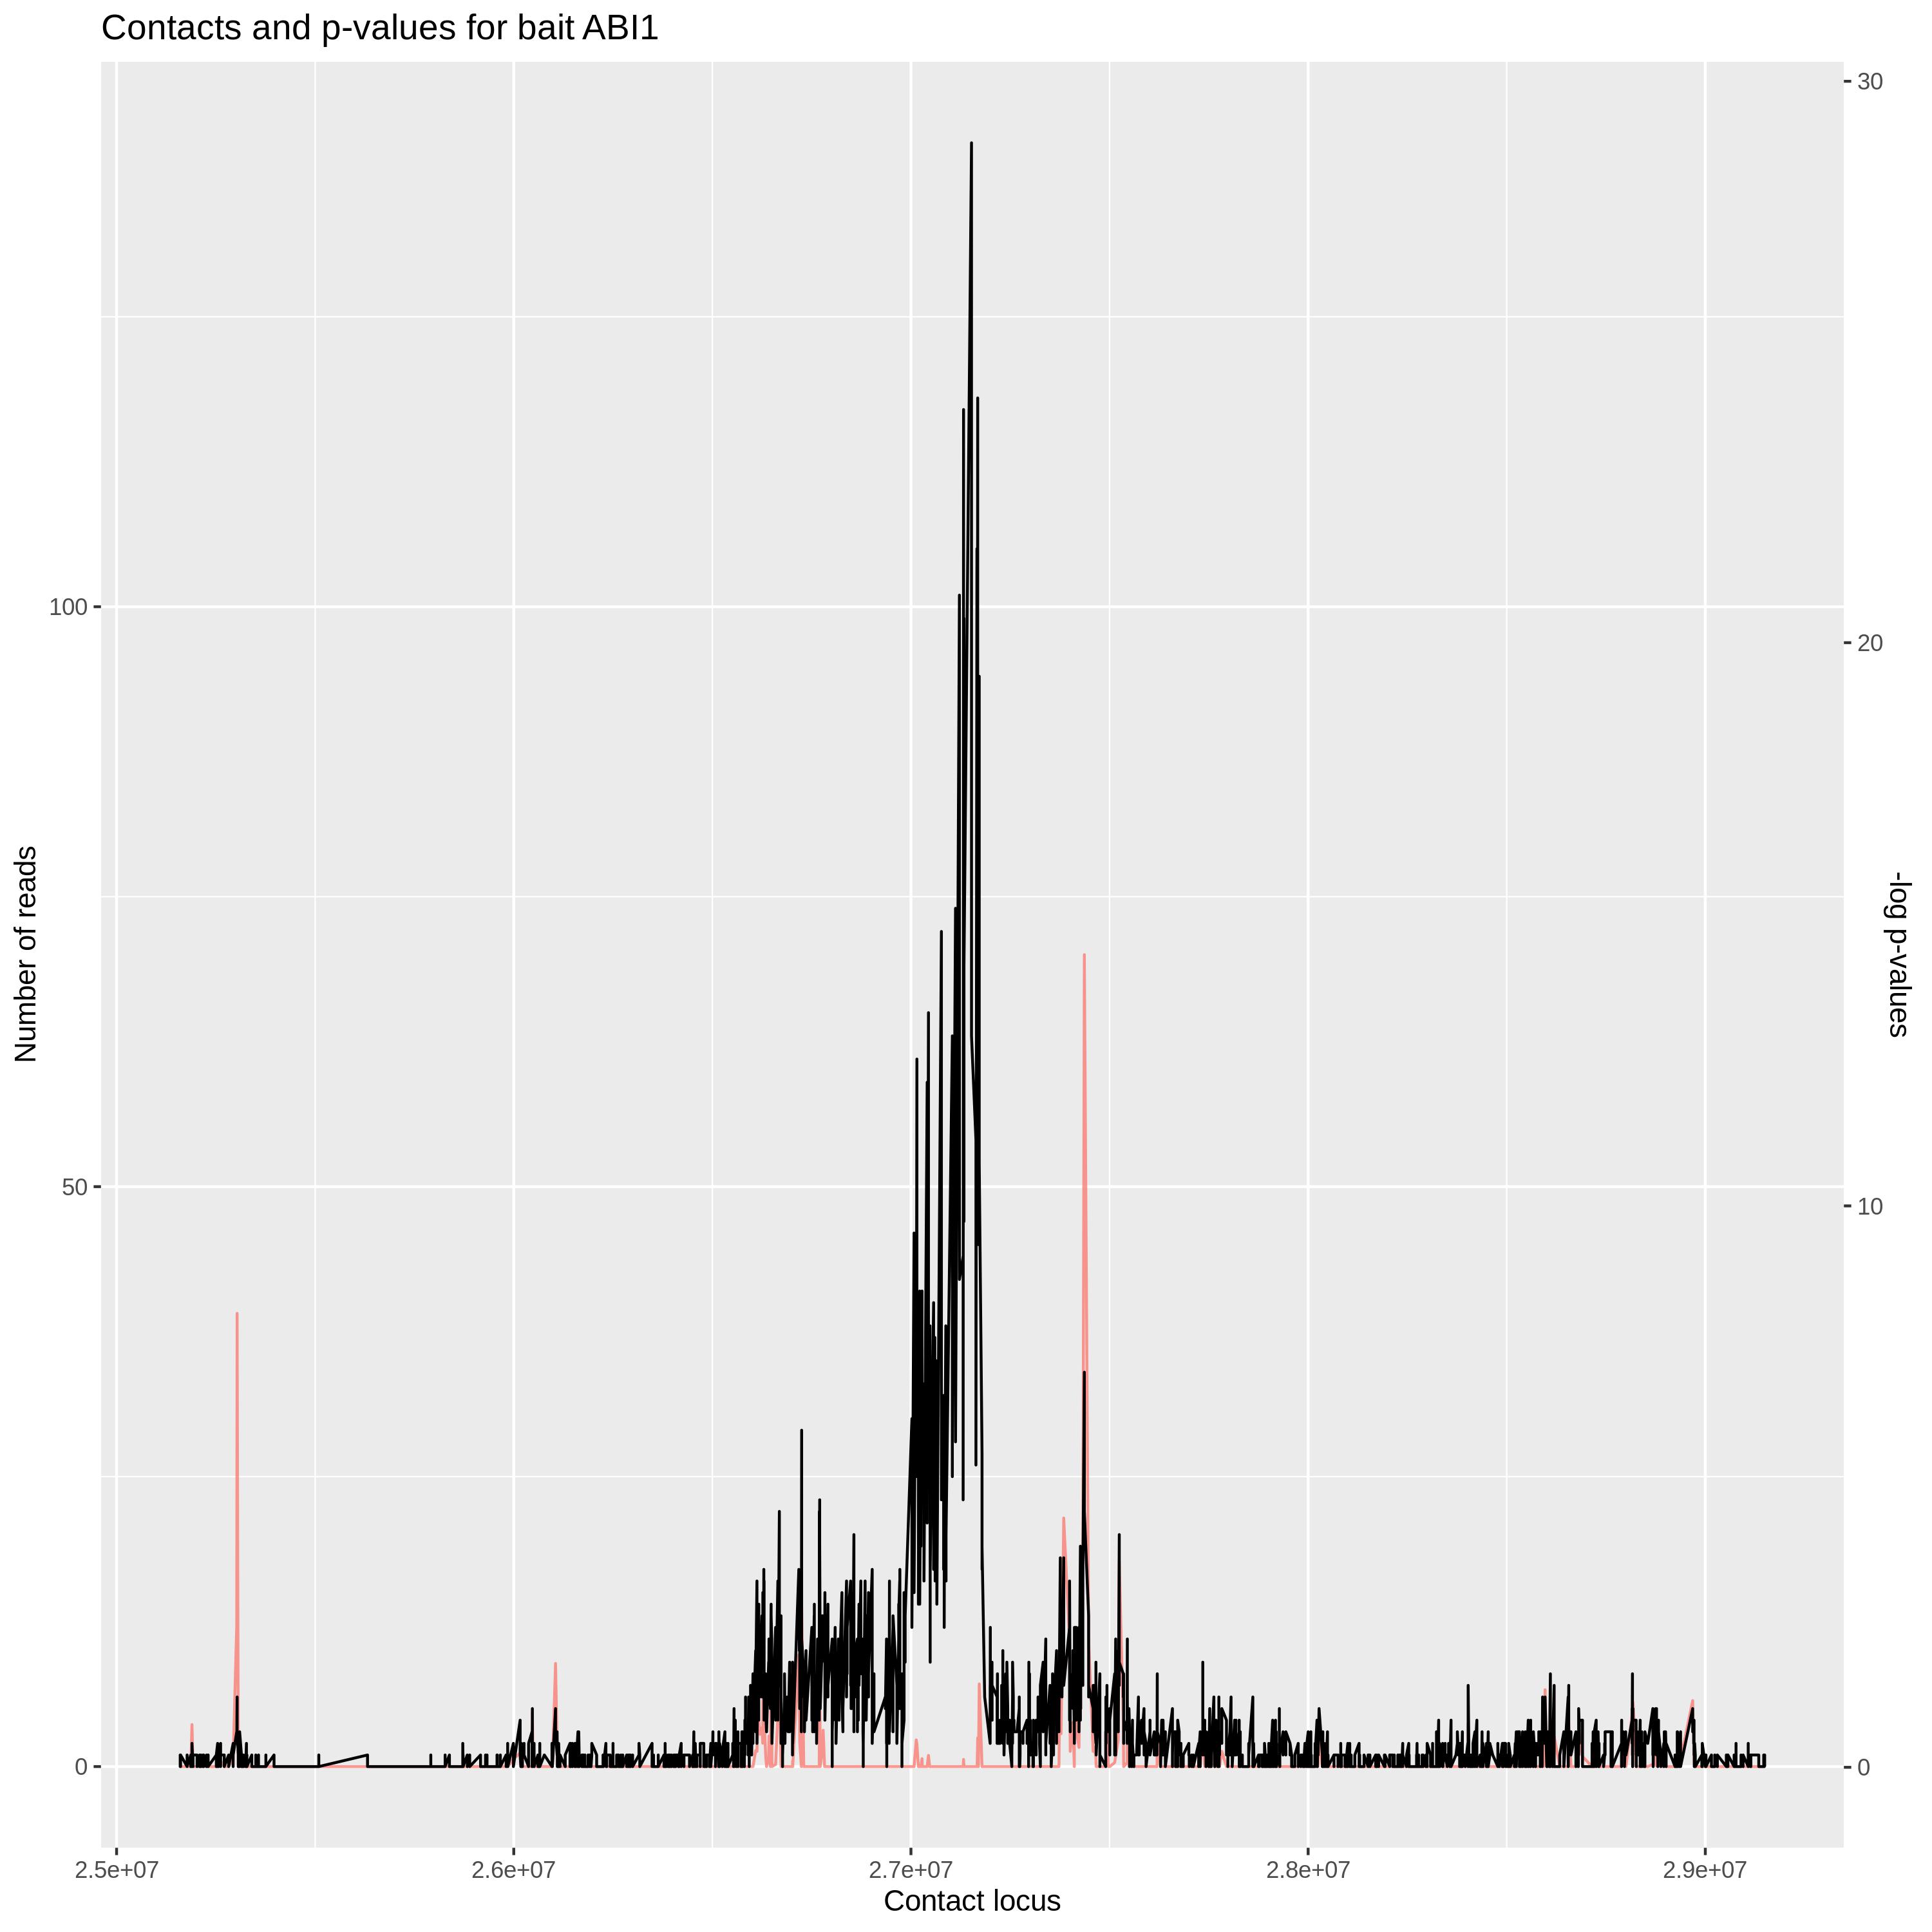 Contacts and p-values for bait ABI1
30
100
20
Number of reads
-log p-values
50
10
0
0
2.5e+07
2.6e+07
2.7e+07
2.8e+07
2.9e+07
Contact locus